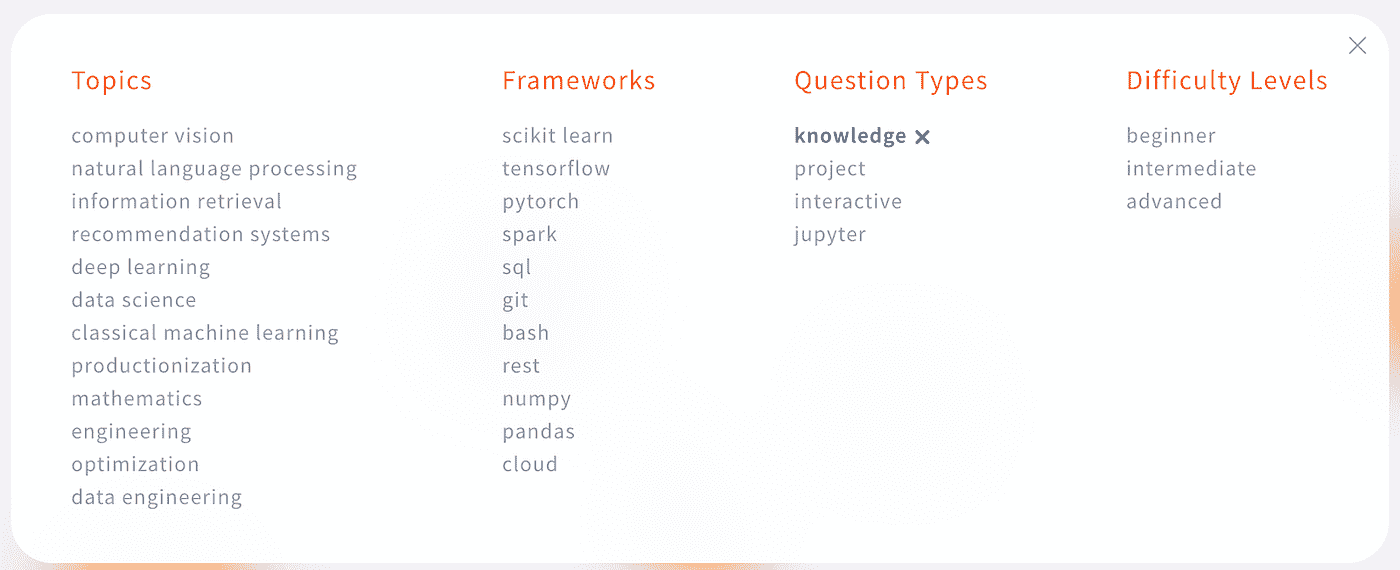 Topics
computer vision
natural language processing
information retrieval
recommendation systems
deep learning
data science
classical machine learning
productionization
mathematics
engineering
optimization
data engineering
Frameworks
scikit learn
tensorflow
pytorch
spark
sql
git
bash
rest
numpy
pandas
cloud
Question Types
knowledge
project
interactive
jupyter
Difficulty Levels
beginner
intermediate
advanced